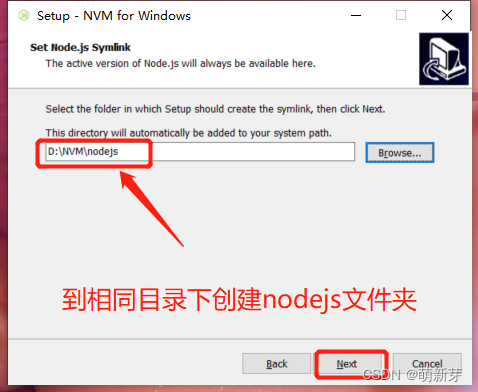 Setup - NVM for Windows
Set Node.js Symlink
The active version of Node.js will always be available here.
Select the folder in which Setup should create the symlink, then click Next.
This directory will automatically be added to your system path.
D:\NVM\nodejs
Browse...
到相同目录下创建nodejs文件夹
Back
Next
Cancel
CSDN @萌新芽